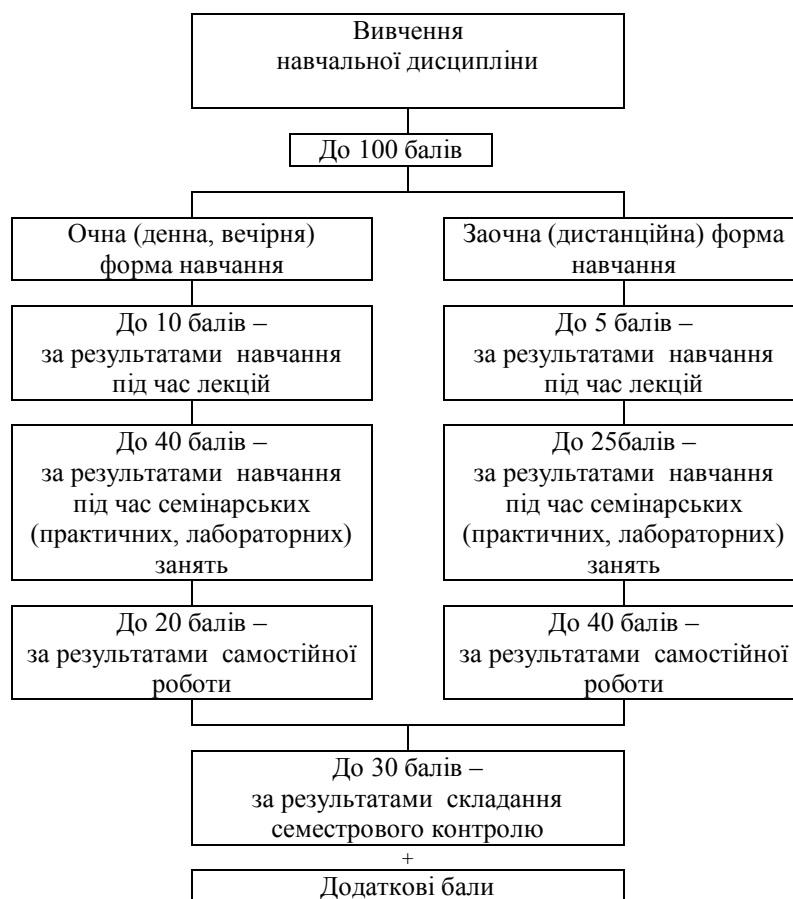 Вивчення
навчальної дисципліни
До 100 балів
Очна (денна, вечірня)
форма навчання
До 10 балів –
за результатами навчання
під час лекцій
До 40 балів –
за результатами навчання
під час семінарських
(практичних, лабораторних)
занять
До 20 балів –
за результатами самостійної
роботи
Заочна (дистанційна) форма
навчання
До 5 балів –
за результатами навчання
під час лекцій
До 25балів –
за результатами навчання
під час семінарських
(практичних, лабораторних)
занять
До 40 балів –
за результатами самостійної
роботи
До 30 балів –
за результатами складання
семестрового контролю
+
Додаткові бали